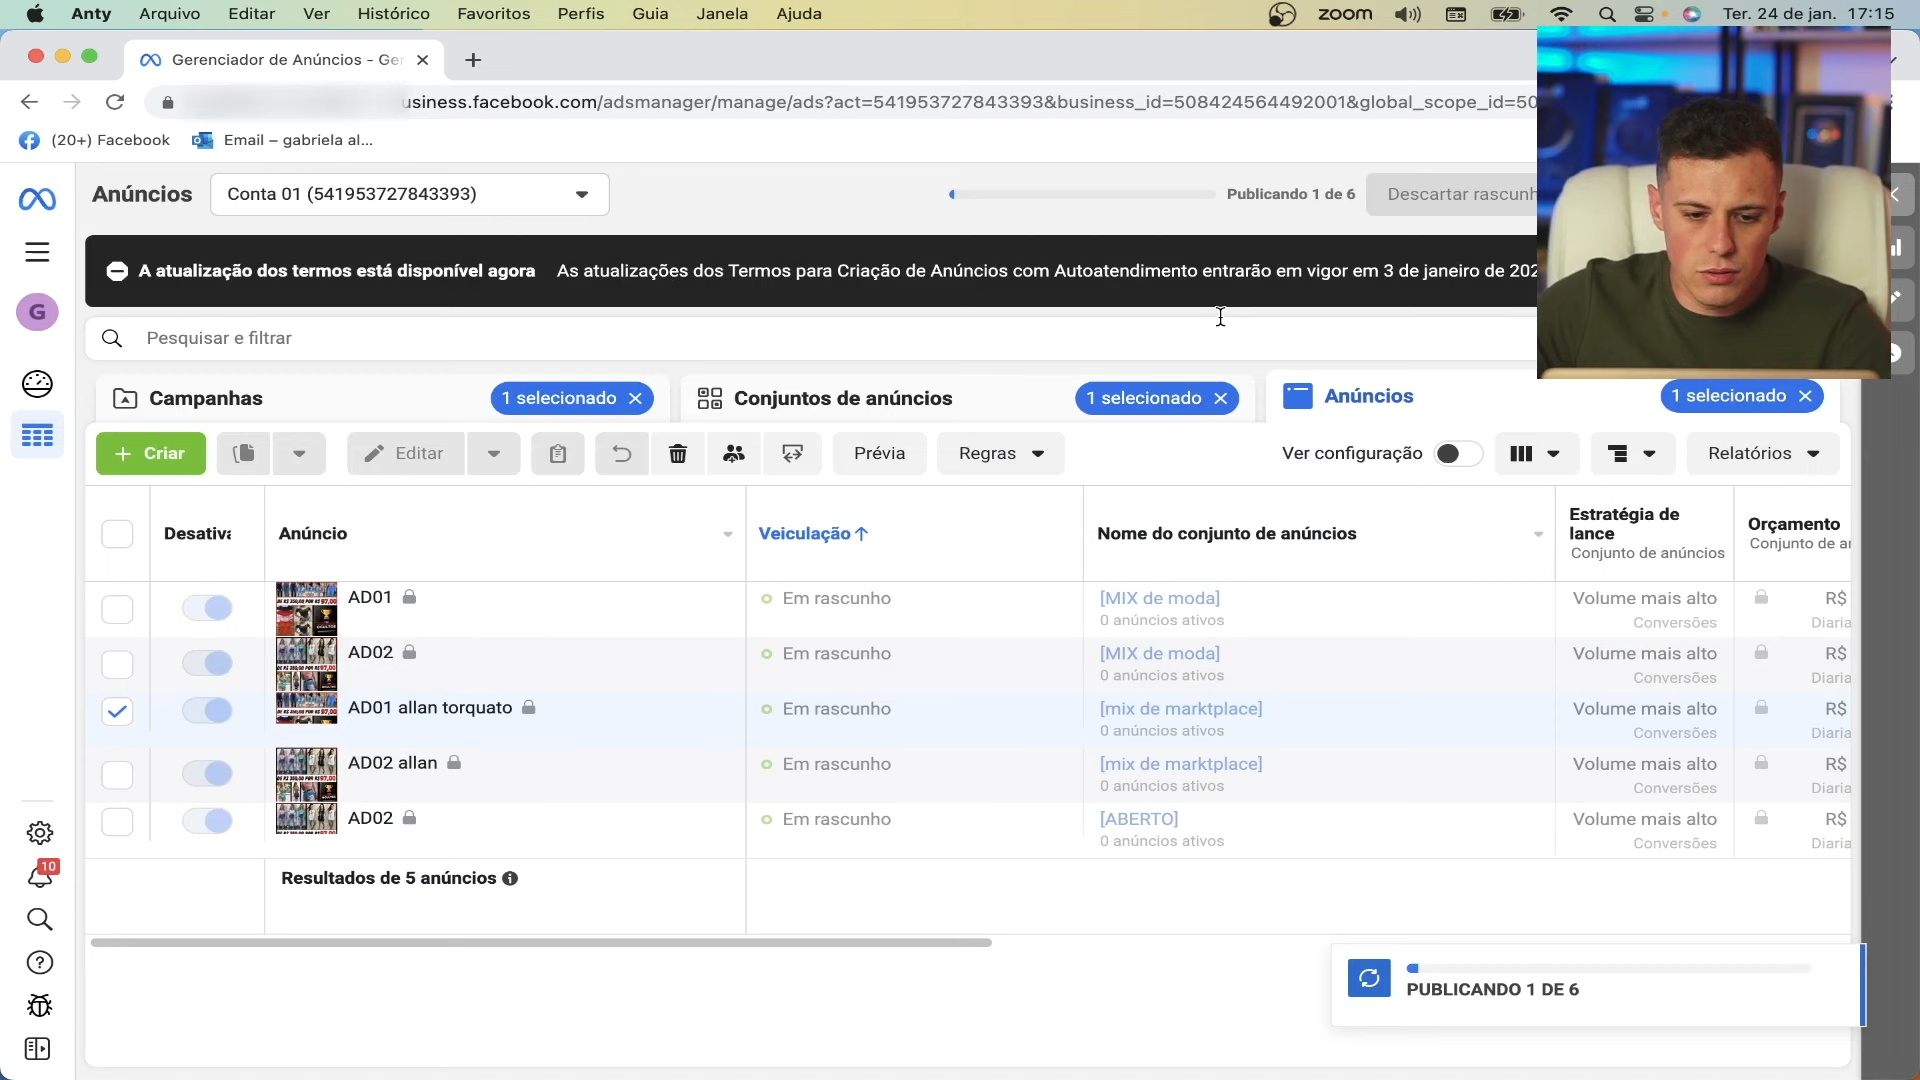 Anty Arquivo Editar Ver Histórico Favoritos Perfis Guia Janela Ajuda zoom Ter. 24 de jan. 17:15
Gerenciador de Anúncios - Ge
usiness.facebook.com/adsmanager/manage/ads?act=541953727843393&business_id=508424564492001&global_scope_id=50
(20+) Facebook Email – gabriela al...
Anúncios Conta 01 (541953727843393) Publicando 1 de 6 Descartar rascunh
G
A atualização dos termos está disponível agora As atualizações dos Termos para Criação de Anúncios com Autoatendimento entrarão em vigor em 3 de janeiro de 202
Pesquisar e filtrar
Campanhas 1 selecionado Conjuntos de anúncios 1 selecionado Anúncios 1 selecionado
+ Criar Editar Prévia Regras Ver configuração Relatórios
Desativa Anúncio Veiculação↑ Nome do conjunto de anúncios Estratégia de lance Orçamento
Conjunto de anúncios Conjunto de a
AD01 Em rascunho [MIX de moda] Volume mais alto R$
0 anúncios ativos Conversões Diaria
AD02 Em rascunho [MIX de moda] Volume mais alto R$
0 anúncios ativos Conversões Diaria
AD01 allan torquato Em rascunho [mix de marktplace] Volume mais alto R$
0 anúncios ativos Conversões Diaria
AD02 allan Em rascunho [mix de marktplace] Volume mais alto R$
0 anúncios ativos Conversões Diaria
AD02 Em rascunho [ABERTO] Volume mais alto R$
0 anúncios ativos Conversões Diaria
Resultados de 5 anúncios
10
PUBLICANDO 1 DE 6